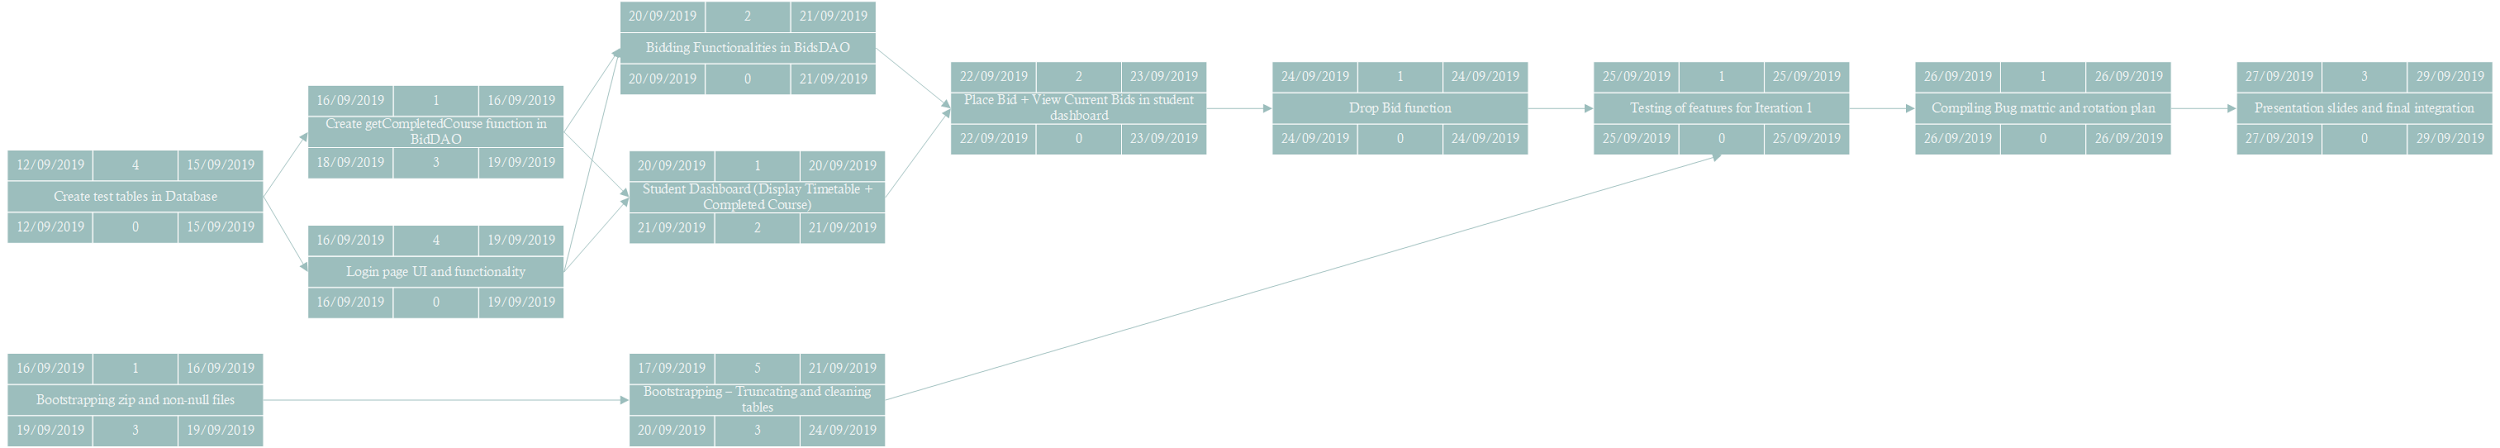 20/09/2019 2 21/09/2019
Bidding Functionalities in BidsDAO
20/09/2019 0 21/09/2019
16/09/2019 1 16/09/2019
Create getCompletedCourse function in
BidDAO
18/09/2019 3 19/09/2019
12/09/2019 4 15/09/2019
Create test tables in Database
12/09/2019 0 15/09/2019
20/09/2019 1 20/09/2019
Student Dashboard (Display Timetable +
Completed Course)
21/09/2019 2 21/09/2019
16/09/2019 4 19/09/2019
Login page UI and functionality
16/09/2019 0 19/09/2019
22/09/2019 2 23/09/2019
Place Bid + View Current Bids in student
dashboard
22/09/2019 0 23/09/2019
24/09/2019 1 24/09/2019
Drop Bid function
24/09/2019 0 24/09/2019
25/09/2019 1 25/09/2019
Testing of features for Iteration 1
25/09/2019 0 25/09/2019
26/09/2019 1 26/09/2019
Compiling Bug matric and rotation plan
26/09/2019 0 26/09/2019
27/09/2019 3 29/09/2019
Presentation slides and final integration
27/09/2019 0 29/09/2019
16/09/2019 1 16/09/2019
Bootstrapping zip and non-null files
19/09/2019 3 19/09/2019
17/09/2019 5 21/09/2019
Bootstrapping – Truncating and cleaning
tables
20/09/2019 3 24/09/2019